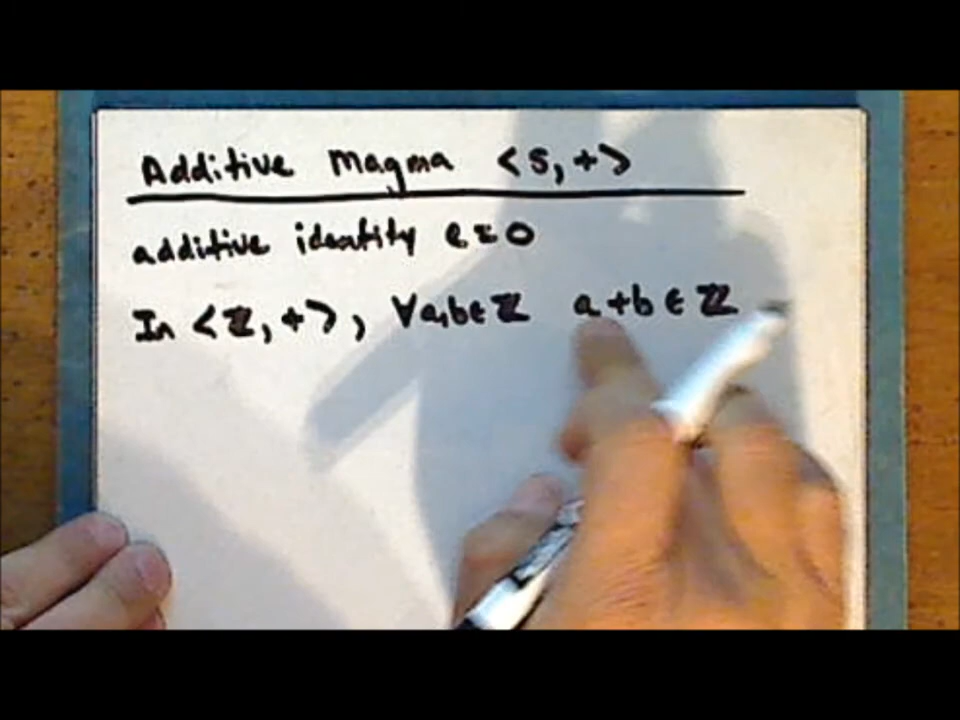 Additive Magma <S,+>
additive identity e=0
In <ℤ,+>, ∀a,b∈ℤ a+b∈ℤ